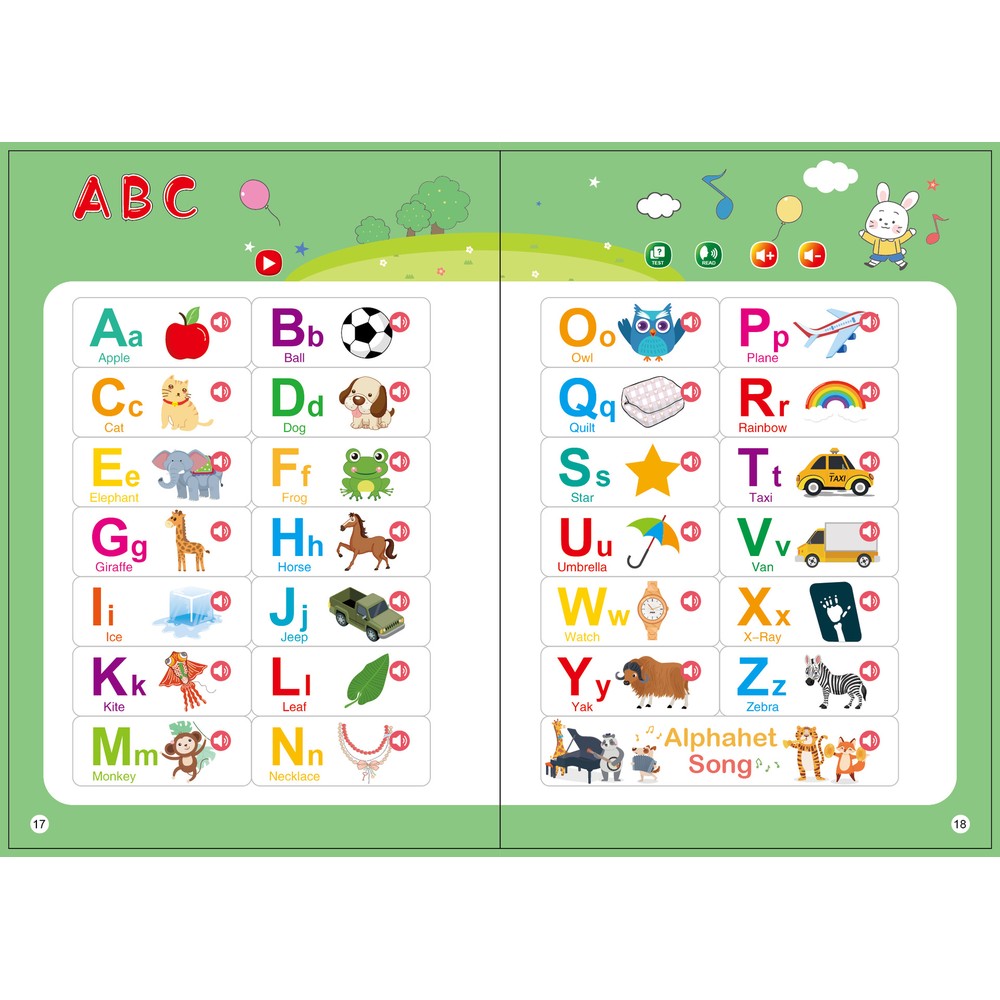 ABC
TEST
READ
Aa
Apple
Bb
Ball
Cc
Cat
Dd
Dog
Ee
Elephant
Ff
Frog
Gg
Giraffe
Hh
Horse
Ii
Ice
Jj
Jeep
Kk
Kite
Ll
Leaf
Mm
Monkey
Nn
Necklace
17
Oo
Owl
Pp
Plane
Qq
Quilt
Rr
Rainbow
Ss
Star
Tt
TAXI
Taxi
Uu
Umbrella
Vv
Van
Ww
Watch
Xx
X-Ray
Yy
Yak
Zz
Zebra
Alphahet
Song
18